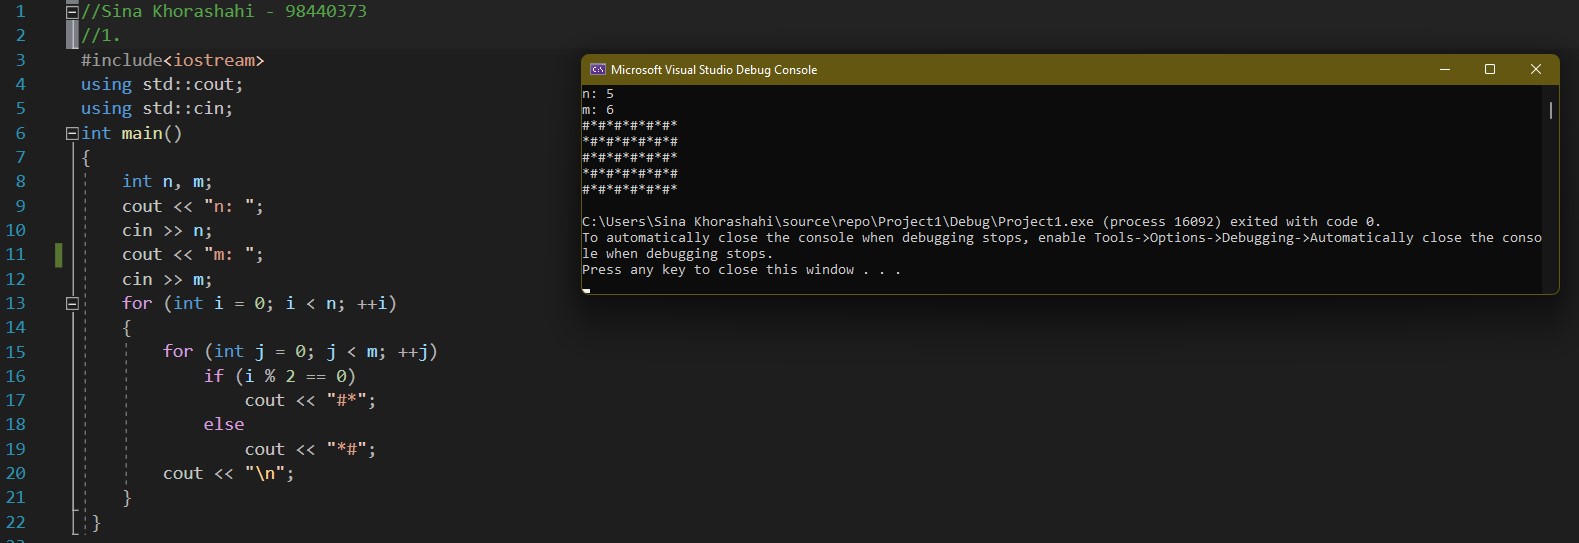 1 //Sina Khorashahi - 98440373
2 //1.
3 #include<iostream>
4 using std::cout;
5 using std::cin;
6 int main()
7 {
8 int n, m;
9 cout << "n: ";
10 cin >> n;
11 cout << "m: ";
12 cin >> m;
13 for (int i = 0; i < n; ++i)
14 {
15 for (int j = 0; j < m; ++j)
16 if (i % 2 == 0)
17 cout << "#*";
18 else
19 cout << "*#";
20 cout << "\n";
21 }
22 }
Microsoft Visual Studio Debug Console
n: 5
m: 6
#*#*#*#*#*#*
*#*#*#*#*#*#
#*#*#*#*#*#*
*#*#*#*#*#*#
#*#*#*#*#*#*
C:\Users\Sina Khorashahi\source\repo\Project1\Debug\Project1.exe (process 16092) exited with code 0.
To automatically close the console when debugging stops, enable Tools->Options->Debugging->Automatically close the conso
le when debugging stops.
Press any key to close this window . . .